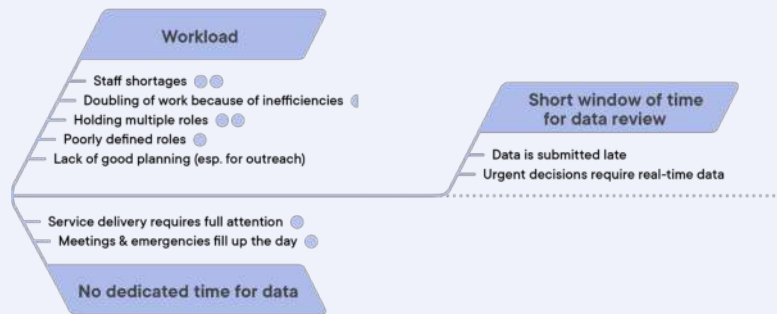 Workload
Staff shortages
Doubling of work because of inefficiencies
Holding multiple roles
Poorly defined roles
Lack of good planning (esp. for outreach)
Short window of time
for data review
Data is submitted late
Urgent decisions require real-time data
Service delivery requires full attention
Meetings & emergencies fill up the day
No dedicated time for data